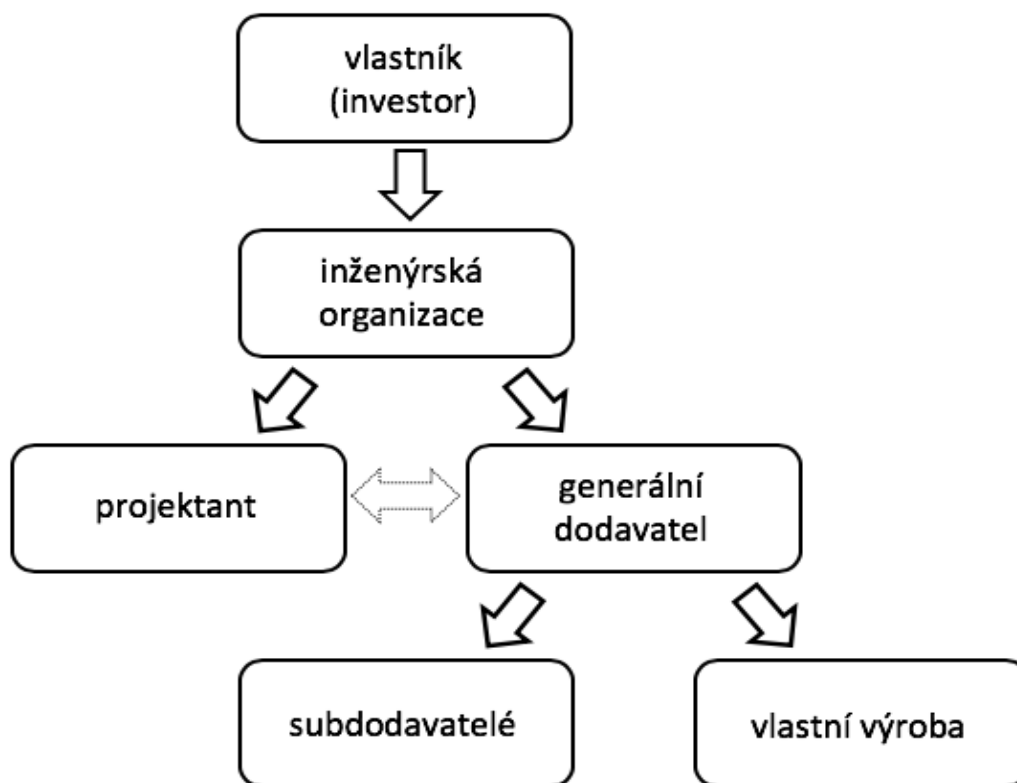 vlastník
(investor)
inženýrská
organizace
projektant
generální
dodavatel
subdodavatelé
vlastní výroba